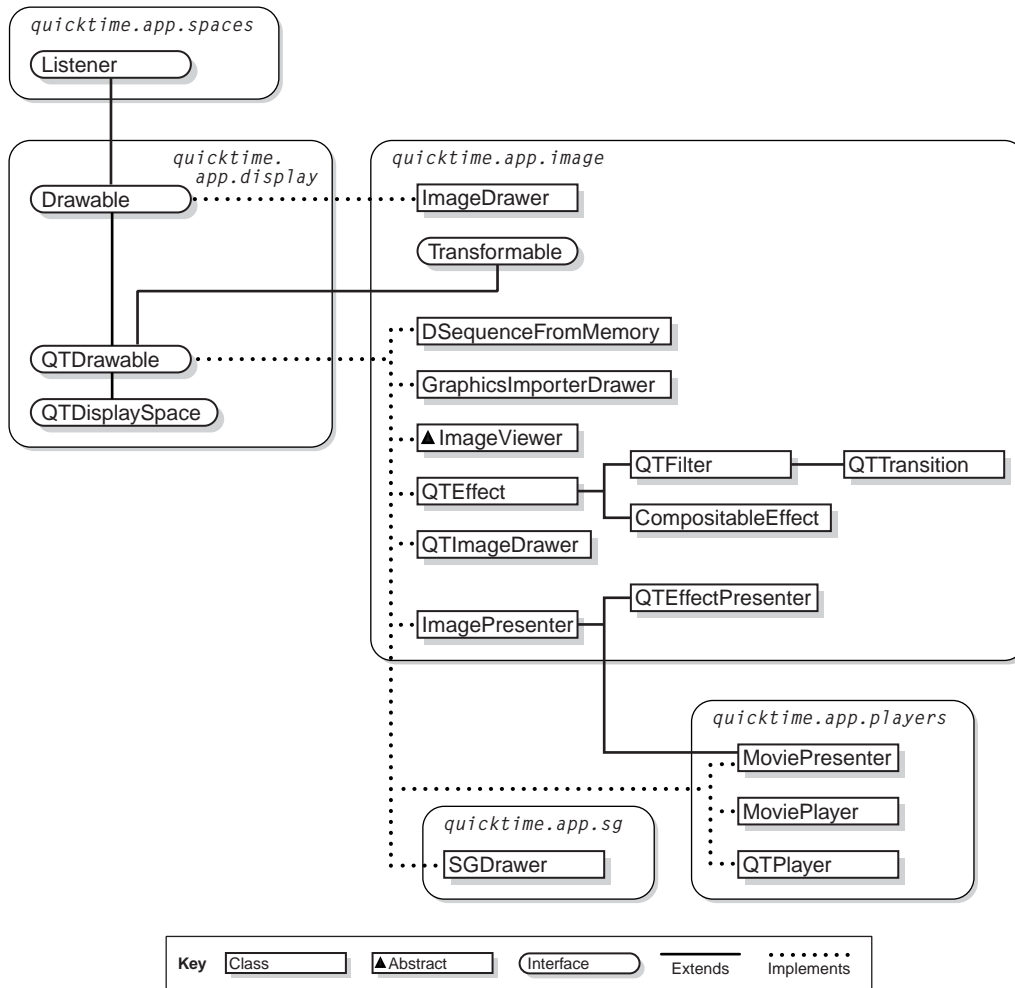 quicktime.app.spaces
Listener
quicktime.
app.display
Drawable
QTDrawable
QTDisplaySpace
quicktime.app.image
ImageDrawer
Transformable
DSequenceFromMemory
GraphicsImporterDrawer
ImageViewer
QTEffect
QTFilter
QTTransition
CompositableEffect
QTImageDrawer
QTEffectPresenter
ImagePresenter
quicktime.app.players
MoviePresenter
MoviePlayer
QTPlayer
quicktime.app.sg
SGDrawer
Key Class Abstract Interface Extends Implements